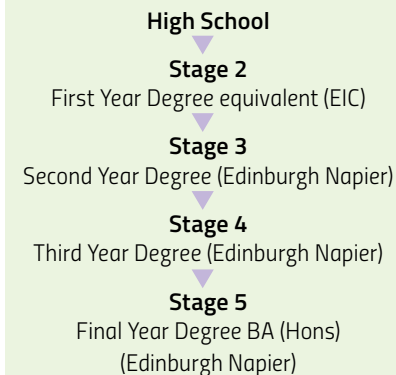 High School
Stage 2
First Year Degree equivalent (EIC)
Stage 3
Second Year Degree (Edinburgh Napier)
Stage 4
Third Year Degree (Edinburgh Napier)
Stage 5
Final Year Degree BA (Hons)
(Edinburgh Napier)